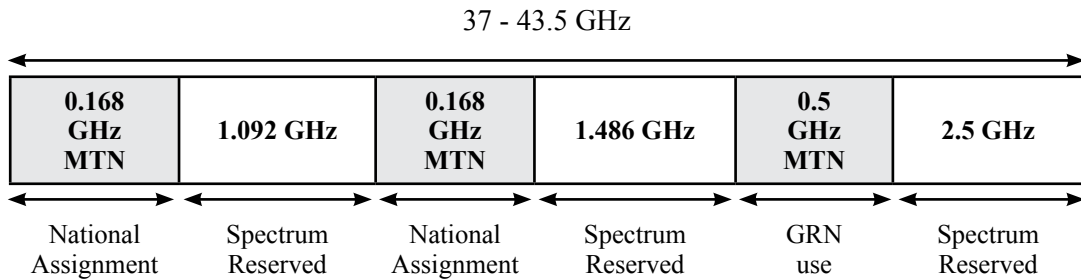 37 - 43.5 GHz
0.168
GHz
MTN
1.092 GHz
0.168
GHz
MTN
1.486 GHz
0.5
GHz
MTN
2.5 GHz
National
Assignment
Spectrum
Reserved
National
Assignment
Spectrum
Reserved
GRN
use
Spectrum
Reserved